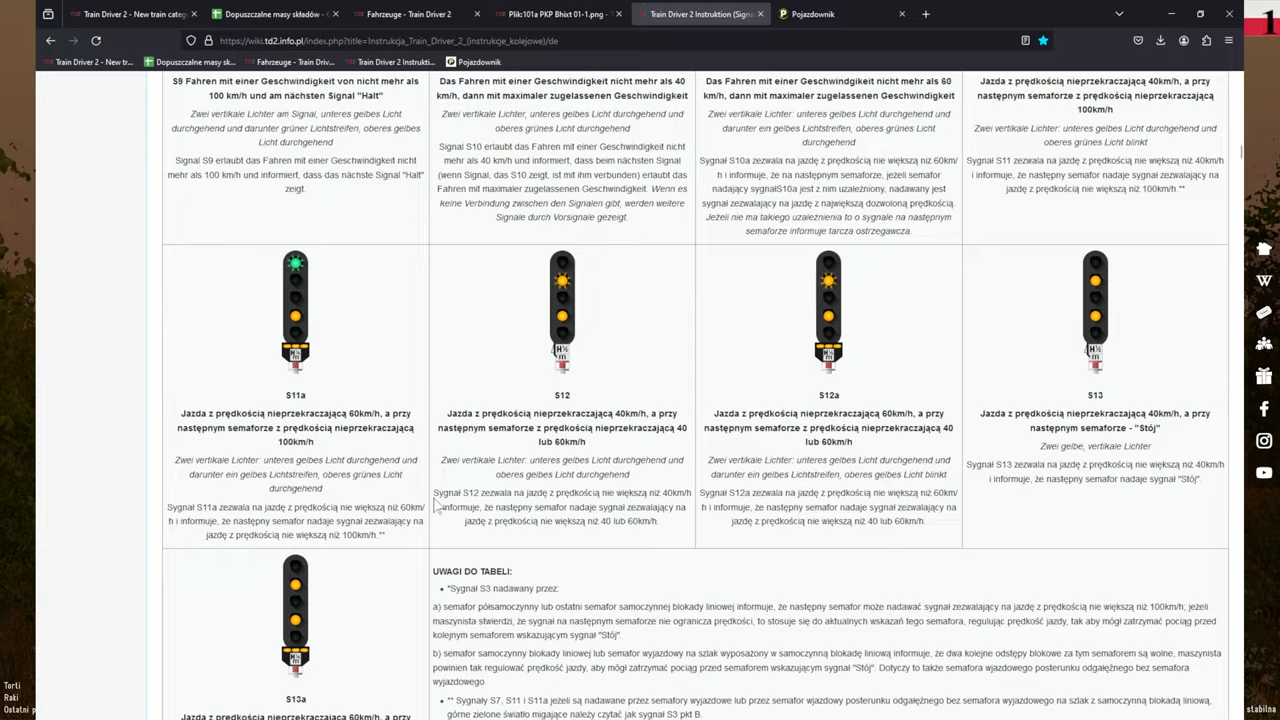 Train Driver 2 - New train categ
Dopuszczalne masy składów - G
Fahrzeuge - Train Driver 2
Plik:101a PKP Bhixt 01-1.png - T
Train Driver 2 Instruktion (Signa
Pojazdownik
https://wiki.td2.info.pl/index.php?title=Instrukcja_Train_Driver_2_(instrukcje_kolejowe)/de
Train Driver 2 - New tr...
Dopuszczalne masy sk...
Fahrzeuge - Train Driv...
Train Driver 2 Instrukti...
Pojazdownik
1
S9 Fahren mit einer Geschwindigkeit von nicht mehr als
100 km/h und am nächsten Signal "Halt"
Zwei vertikale Lichter am Signal, unteres gelbes Licht
durchgehend und darunter grüner Lichtstreifen, oberes gelbes
Licht durchgehend
Signal S9 erlaubt das Fahren mit einer Geschwindigkeit nicht
mehr als 100 km/h und informiert, dass das nächste Signal "Halt"
zeigt.
Das Fahren mit einer Geschwindigkeit nicht mehr als 40
km/h, dann mit maximaler zugelassenen Geschwindigkeit
Zwei vertikale Lichter, unteres gelbes Licht durchgehend und
oberes grünes Licht durchgehend
Signal S10 erlaubt das Fahren mit einer Geschwindigkeit nicht
mehr als 40 km/h und informiert, dass beim nächsten Signal
(wenn Signal, das S10 zeigt, ist mit ihm verbunden) erlaubt das
Fahren mit maximaler zugelassenen Geschwindigkeit. Wenn es
keine Verbindung zwischen den Signalen gibt, werden weitere
Signale durch Vorsignale gezeigt.
Das Fahren mit einer Geschwindigkeit nicht mehr als 60
km/h, dann mit maximaler zugelassenen Geschwindigkeit
Zwei vertikale Lichter: unteres gelbes Licht durchgehend und
darunter ein gelbes Lichtstreifen, oberes grünes Licht
durchgehend
Sygnał S10a zezwala na jazdę z prędkością nie większą niż 60km/
h i informuje, że na następnym semaforze, jeżeli semafor
nadający sygnałS10a jest z nim uzależniony, nadawany jest
sygnał zezwalający na jazdę z największą dozwoloną prędkością.
Jeżeli nie ma takiego uzależnienia to o sygnale na następnym
semaforze informuje tarcza ostrzegawcza.
Jazda z prędkością nieprzekraczającą 40km/h, a przy
następnym semaforze z prędkością nieprzekraczającą
100km/h
Zwei vertikale Lichter: unteres gelbes Licht durchgehend und
oberes grünes Licht blinkt
Sygnał S11 zezwala na jazdę z prędkością nie większą niż 40km/h
i informuje, że następny semafor nadaje sygnał zezwalający na
jazdę z prędkością nie większą niż 100km/h.**
S11a
Jazda z prędkością nieprzekraczającą 60km/h, a przy
następnym semaforze z prędkością nieprzekraczającą
100km/h
Zwei vertikale Lichter: unteres gelbes Licht durchgehend und
darunter ein gelbes Lichtstreifen, oberes grünes Licht
durchgehend
Sygnał S11a zezwala na jazdę z prędkością nie większą niż 60km/
h i informuje, że następny semafor nadaje sygnał zezwalający na
jazdę z prędkością nie większą niż 100km/h.**
S12
Jazda z prędkością nieprzekraczającą 40km/h, a przy
następnym semaforze z prędkością nieprzekraczającą 40
lub 60km/h
Zwei vertikale Lichter: unteres gelbes Licht durchgehend und
oberes gelbes Licht durchgehend
Sygnał S12 zezwala na jazdę z prędkością nie większą niż 40km/h
informuje, że następny semafor nadaje sygnał zezwalający na
jazdę z prędkością nie większą niż 40 lub 60km/h.
S12a
Jazda z prędkością nieprzekraczającą 60km/h, a przy
następnym semaforze z prędkością nieprzekraczającą 40
lub 60km/h
Zwei vertikale Lichter: unteres gelbes Licht durchgehend und
darunter ein gelbes Lichtstreifen, oberes gelbes Licht blinkt
Sygnał S12a zezwala na jazdę z prędkością nie większą niż 60km/
h i informuje, że następny semafor nadaje sygnał zezwalający na
jazdę z prędkością nie większą niż 40 lub 60km/h.
S13
Jazda z prędkością nieprzekraczającą 40km/h, a przy
następnym semaforze - "Stój"
Zwei gelbe, vertikale Lichter
Sygnał S13 zezwala na jazdę z prędkością nie większą niż 40km/h
i informuje, że następny semafor nadaje sygnał "Stój".
S13a
Jazda z prędkością nieprzekraczającą 60km/h, a przy
UWAGI DO TABELI:
*Sygnał S3 nadawany przez:
a) semafor półsamoczynny lub ostatni semafor samoczynnej blokady liniowej informuje, że następny semafor może nadawać sygnał zezwalający na jazdę z prędkością nie większą niż 100km/h; jeżeli
maszynista stwierdzi, że sygnał na następnym semaforze nie ogranicza prędkości, to stosuje się do aktualnych wskazań tego semafora, regulując prędkość jazdy, tak aby mógł zatrzymać pociąg przed
kolejnym semaforem wskazującym sygnał "Stój".
b) semafor samoczynny blokady liniowej lub semafor wyjazdowy na szlak wyposażony w samoczynną blokadę liniową informuje, że dwa kolejne odstępy blokowe za tym semaforem są wolne, maszynista
powinien tak regulować prędkość jazdy, aby mógł zatrzymać pociąg przed semaforem wskazującym sygnał "Stój". Dotyczy to także semafora wjazdowego posterunku odgałęźnego bez semafora
wyjazdowego.
** Sygnały S7, S11 i S11a jeżeli są nadawane przez semafory wyjazdowe lub przez semafor wjazdowy posterunku odgałęźnego bez semafora wyjazdowego na szlak z samoczynną blokadą liniową,
górne zielone światło migające należy czytać jak sygnał S3 pkt B.
Torti
Raki
Ostatni p
stabilna